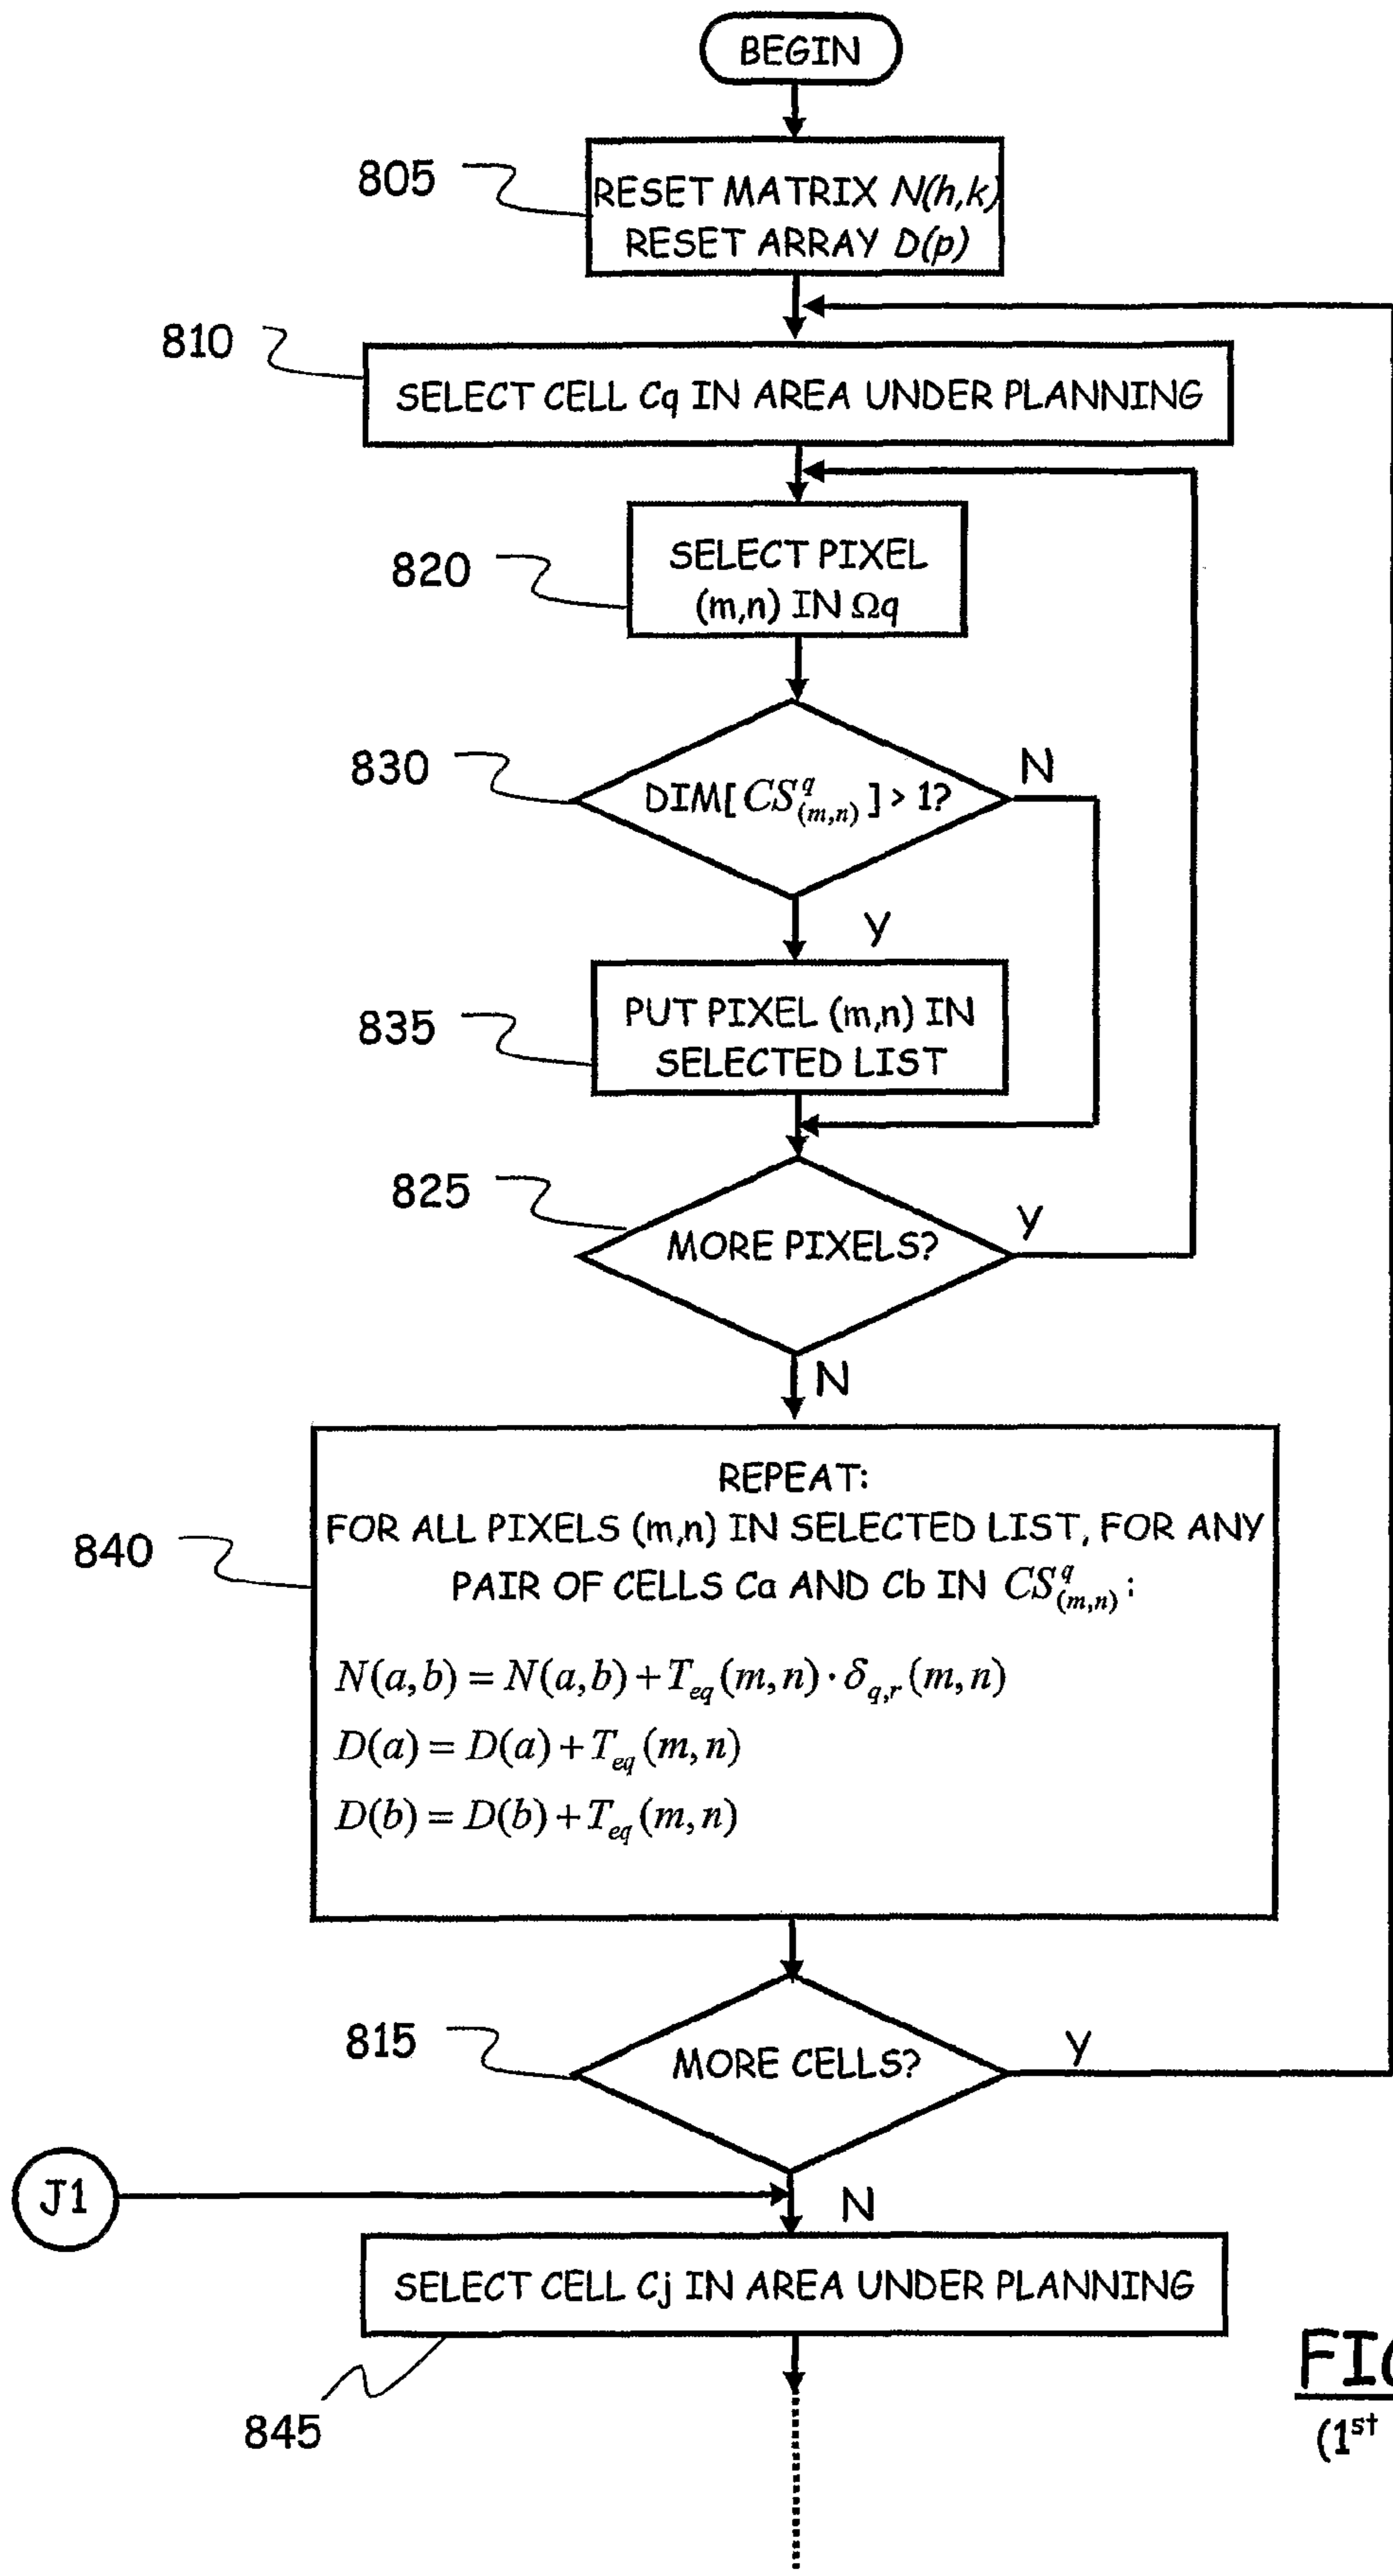 BEGIN
805
RESET MATRIX N(h,k)
RESET ARRAY D(p)
810
SELECT CELL Cq IN AREA UNDER PLANNING
820
SELECT PIXEL
(m,n) IN Ωq
830
DIM[ CS^q_(m,n) ] > 1?
N
Y
835
PUT PIXEL (m,n) IN
SELECTED LIST
825
MORE PIXELS?
Y
N
840
REPEAT:
FOR ALL PIXELS (m,n) IN SELECTED LIST, FOR ANY
PAIR OF CELLS Ca AND Cb IN CS^q_(m,n) :
N(a,b) = N(a,b) + T_eq (m,n) · δ_q,r (m,n)
D(a) = D(a) + T_eq (m,n)
D(b) = D(b) + T_eq (m,n)
815
MORE CELLS?
Y
J1
N
SELECT CELL Cj IN AREA UNDER PLANNING
845
(1st